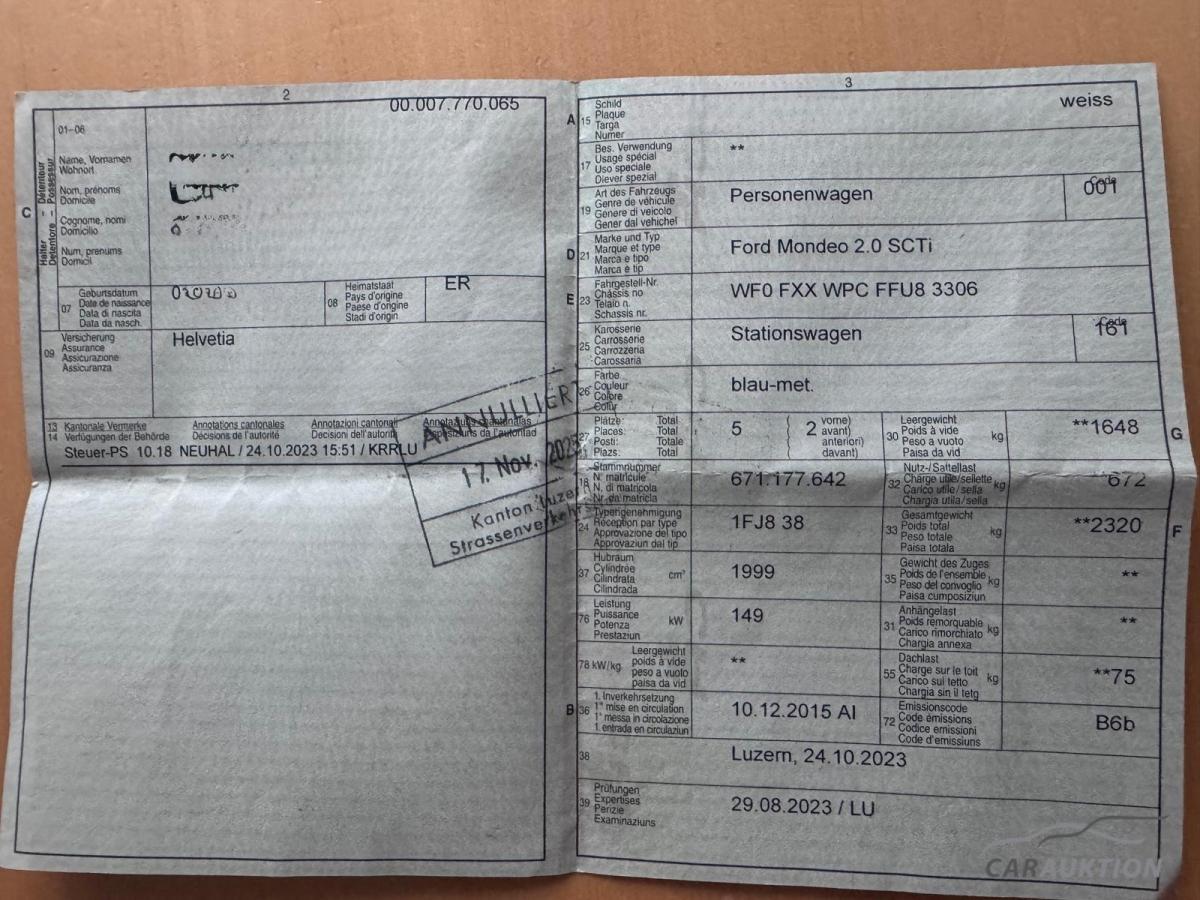 2
00.007.770.065
01–06
Name, Vornamen
Wohnort
Nom, prénoms
Domicile
Cognome, nomi
Domicilio
Num, prenums
Domicil
C
Halter – Détenteur –
Detentore – Possessur
07
Geburtsdatum
Date de naissance
Data di nascita
Data da nasch.
08
Heimatstaat
Pays d'origine
Paese d'origine
Stadi d'origin
ER
09
Versicherung
Assurance
Assicurazione
Assicuranza
Helvetia
13 Kantonale Vermerke
14 Verfügungen der Behörde
Annotations cantonales
Décisions de l'autorité
Annotazioni cantonali
Decisioni dell'autorità
Annotaziuns chantunalas
Steuer-PS 10.18 NEUHAL / 24.10.2023 15:51 / KRRLU
ANNULLIERT
17. Nov. 2025
Kanton Luzern
Strassenverkehrs
3
A 15
Schild
Plaque
Targa
Numer
weiss
17
Bes. Verwendung
Usage spécial
Uso speciale
Diever spezial
**
19
Art des Fahrzeugs
Genre de véhicule
Genere di veicolo
Gener dal vehichel
Personenwagen
Code
001
D 21
Marke und Typ
Marque et type
Marca e tipo
Marca e tip
Ford Mondeo 2.0 SCTi
E 23
Fahrgestell-Nr.
Châssis no
Telaio n.
Schassis nr.
WF0 FXX WPC FFU8 3306
25
Karosserie
Carrosserie
Carrozzeria
Carossaria
Stationswagen
Code
161
26
Farbe
Couleur
Colore
Colur
blau-met.
27
Plätze: Total
Places: Total
Posti: Totale
Plazs: Total
5
2
vorne)
avant)
anteriori)
davant)
30
Leergewicht
Poids à vide
Peso a vuoto
Paisa da vid
kg
**1648
G
18
Stammnummer
N° matricule
N. di matricola
Nr. da matricla
671.177.642
32
Nutz-/Sattellast
Charge utile/sellette
Carico utile/sella
Chargia utila/sella
kg
672
24
Typengenehmigung
Réception par type
Approvazione del tipo
Approvaziun dal tip
1FJ8 38
33
Gesamtgewicht
Poids total
Peso totale
Paisa totala
kg
**2320
F
37
Hubraum
Cylindrée
Cilindrata
Cilindrada
cm³
1999
35
Gewicht des Zuges
Poids de l'ensemble
Peso del convoglio
Paisa cumposiziun
kg
**
76
Leistung
Puissance
Potenza
Prestaziun
kW
149
31
Anhängelast
Poids remorquable
Carico rimorchiato
Chargia annexa
kg
**
78 kW/kg
Leergewicht
poids à vide
peso a vuoto
paisa da vid
**
55
Dachlast
Charge sur le toit
Carico sul tetto
Chargia sin il tetg
kg
**75
B 36
1. Inverkehrsetzung
1re mise en circulation
1a messa in circolazione
1. entrada en circulaziun
10.12.2015 AI
72
Emissionscode
Code émissions
Codice emissioni
Code d'emissiuns
B6b
38
Luzern, 24.10.2023
39
Prüfungen
Expertises
Perizie
Examinaziuns
29.08.2023 / LU
CARAUKTION